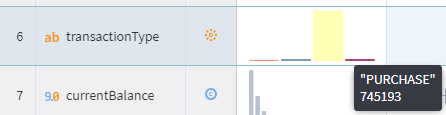 6 ab transactionType
"PURCHASE"
745193
7 9.0 currentBalance C